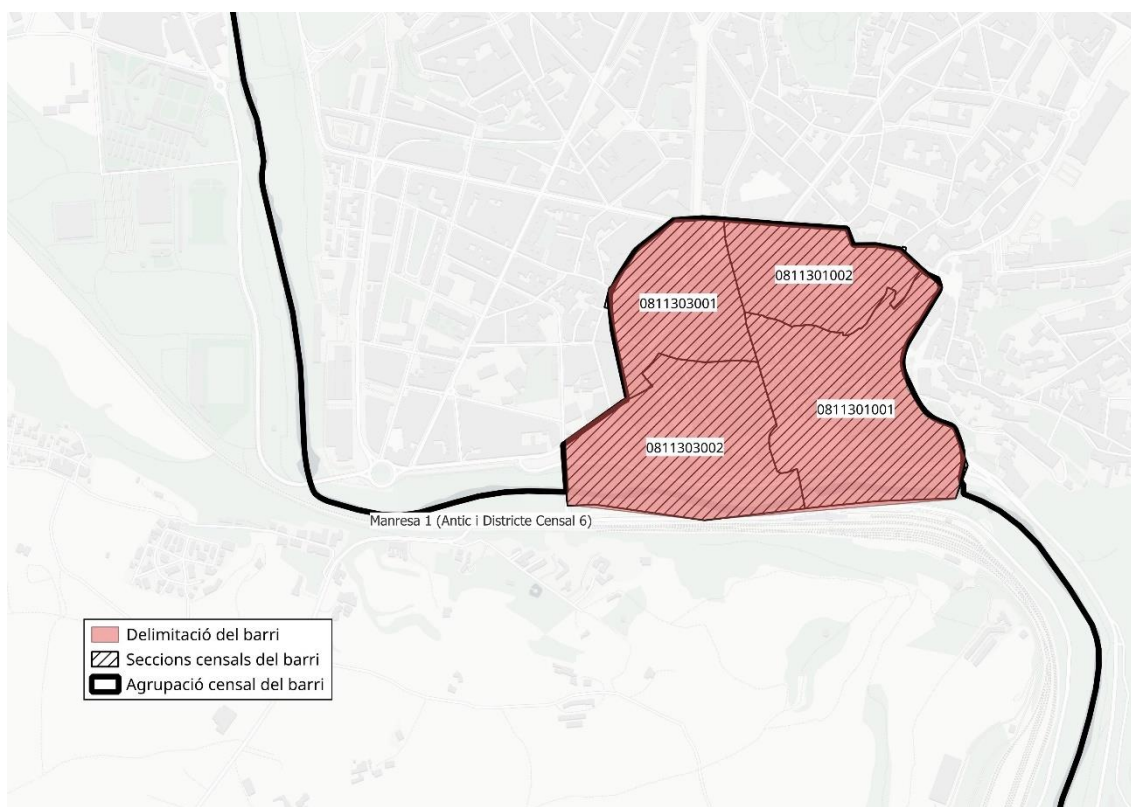 0811301002
0811303001
0811301001
0811303002
Manresa 1 (Antic i Districte Censal 6)
Delimitació del barri
Seccions censals del barri
Agrupació censal del barri